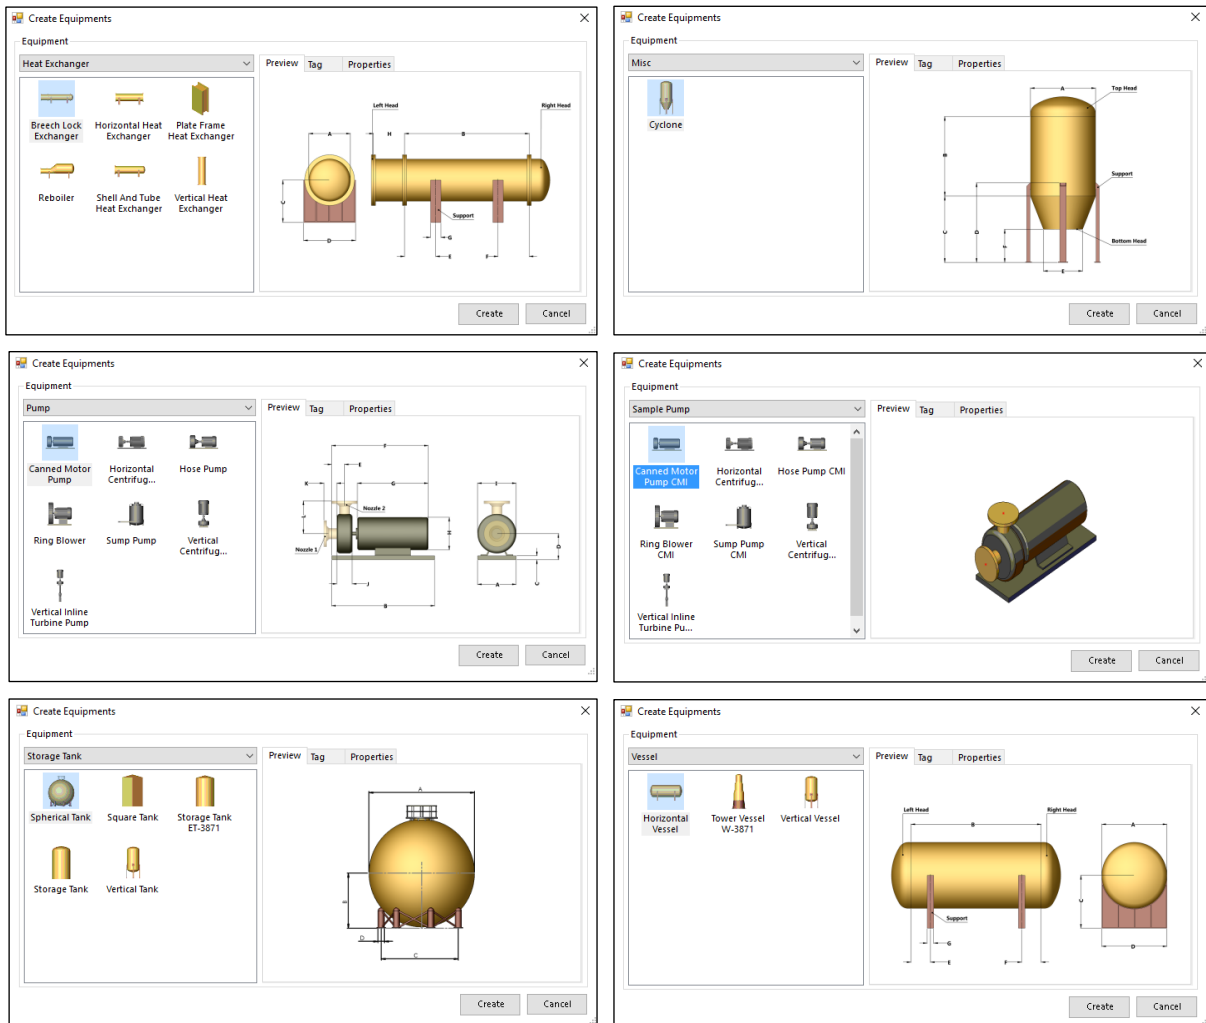 Create Equipments
Equipment
Heat Exchanger
Preview Tag Properties
Breech Lock
Exchanger
Horizontal Heat
Exchanger
Plate Frame
Heat Exchanger
Reboiler
Shell And Tube
Heat Exchanger
Vertical Heat
Exchanger
Left Head
Right Head
A
H
B
C
Support
D
G
E
F
Create
Cancel
Create Equipments
Equipment
Misc
Preview Tag Properties
Cyclone
A
Top Head
B
Support
C
D
F
Bottom Head
E
Create
Cancel
Create Equipments
Equipment
Pump
Preview Tag Properties
Canned Motor
Pump
Horizontal
Centrifug...
Hose Pump
Ring Blower
Sump Pump
Vertical
Centrifug...
Vertical Inline
Turbine Pump
F
E
K
G
I
L
Nozzle 2
H
Nozzle 1
D
J
A
C
B
Create
Cancel
Create Equipments
Equipment
Sample Pump
Preview Tag Properties
Canned Motor
Pump CMI
Horizontal
Centrifug...
Hose Pump CMI
Ring Blower
CMI
Sump Pump
CMI
Vertical
Centrifug...
Vertical Inline
Turbine Pu...
Create
Cancel
Create Equipments
Equipment
Storage Tank
Preview Tag Properties
Spherical Tank
Square Tank
Storage Tank
ET-3871
Storage Tank
Vertical Tank
A
B
D
C
Create
Cancel
Create Equipments
Equipment
Vessel
Preview Tag Properties
Horizontal
Vessel
Tower Vessel
W-3871
Vertical Vessel
Left Head
Right Head
B
A
C
Support
G
D
E
F
Create
Cancel